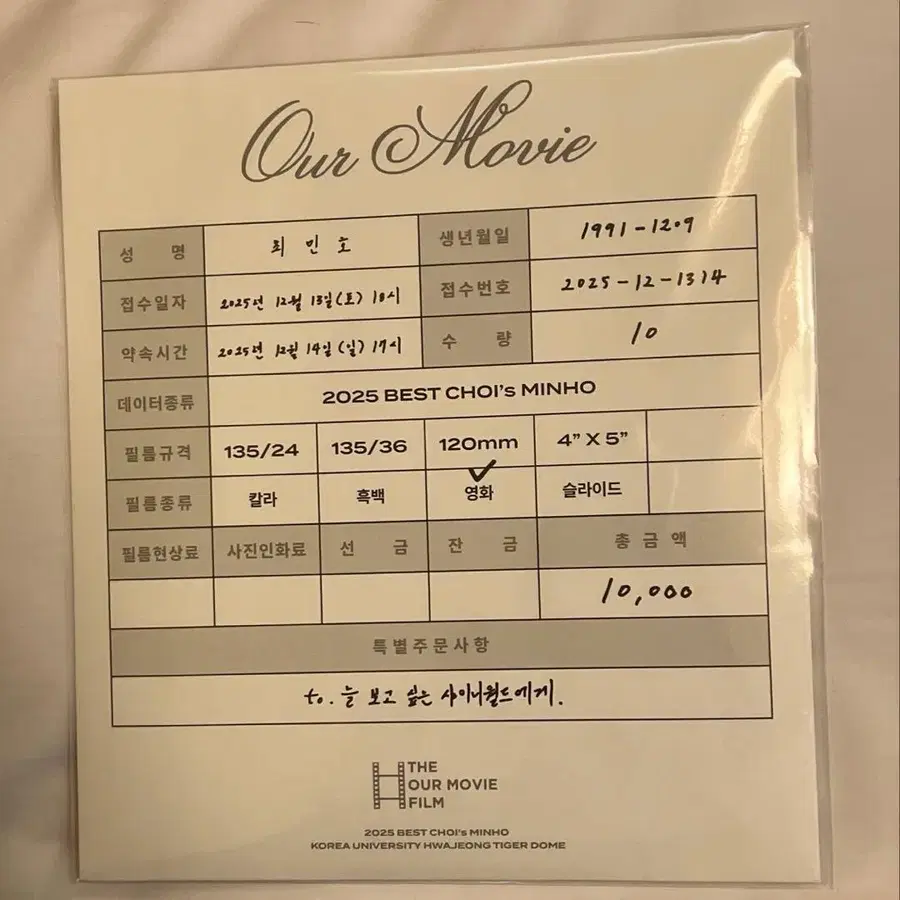 Our Movie
성 명 최 민 호 생년월일 1991-1209
접수일자 2025년 12월 13일(토) 18시 접수번호 2025-12-1314
약속시간 2025년 12월 14일(일) 17시 수 량 10
데이터종류 2025 BEST CHOI's MINHO
필름규격 135/24 135/36 120mm 4" X 5"
필름종류 칼라 흑백 영화 슬라이드
필름현상료 사진인화료 선 금 잔 금 총 금 액
10,000
특별주문사항
to. 늘 보고 싶은 샤이니월드에게.
THE
OUR MOVIE
FILM
2025 BEST CHOI's MINHO
KOREA UNIVERSITY HWAJEONG TIGER DOME